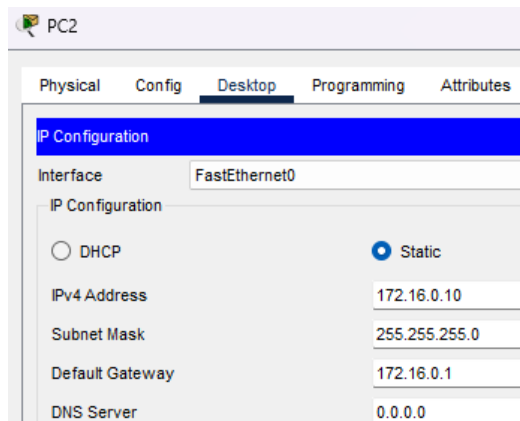 PC2
Physical Config Desktop Programming Attributes
IP Configuration
Interface FastEthernet0
IP Configuration
DHCP Static
IPv4 Address 172.16.0.10
Subnet Mask 255.255.255.0
Default Gateway 172.16.0.1
DNS Server 0.0.0.0